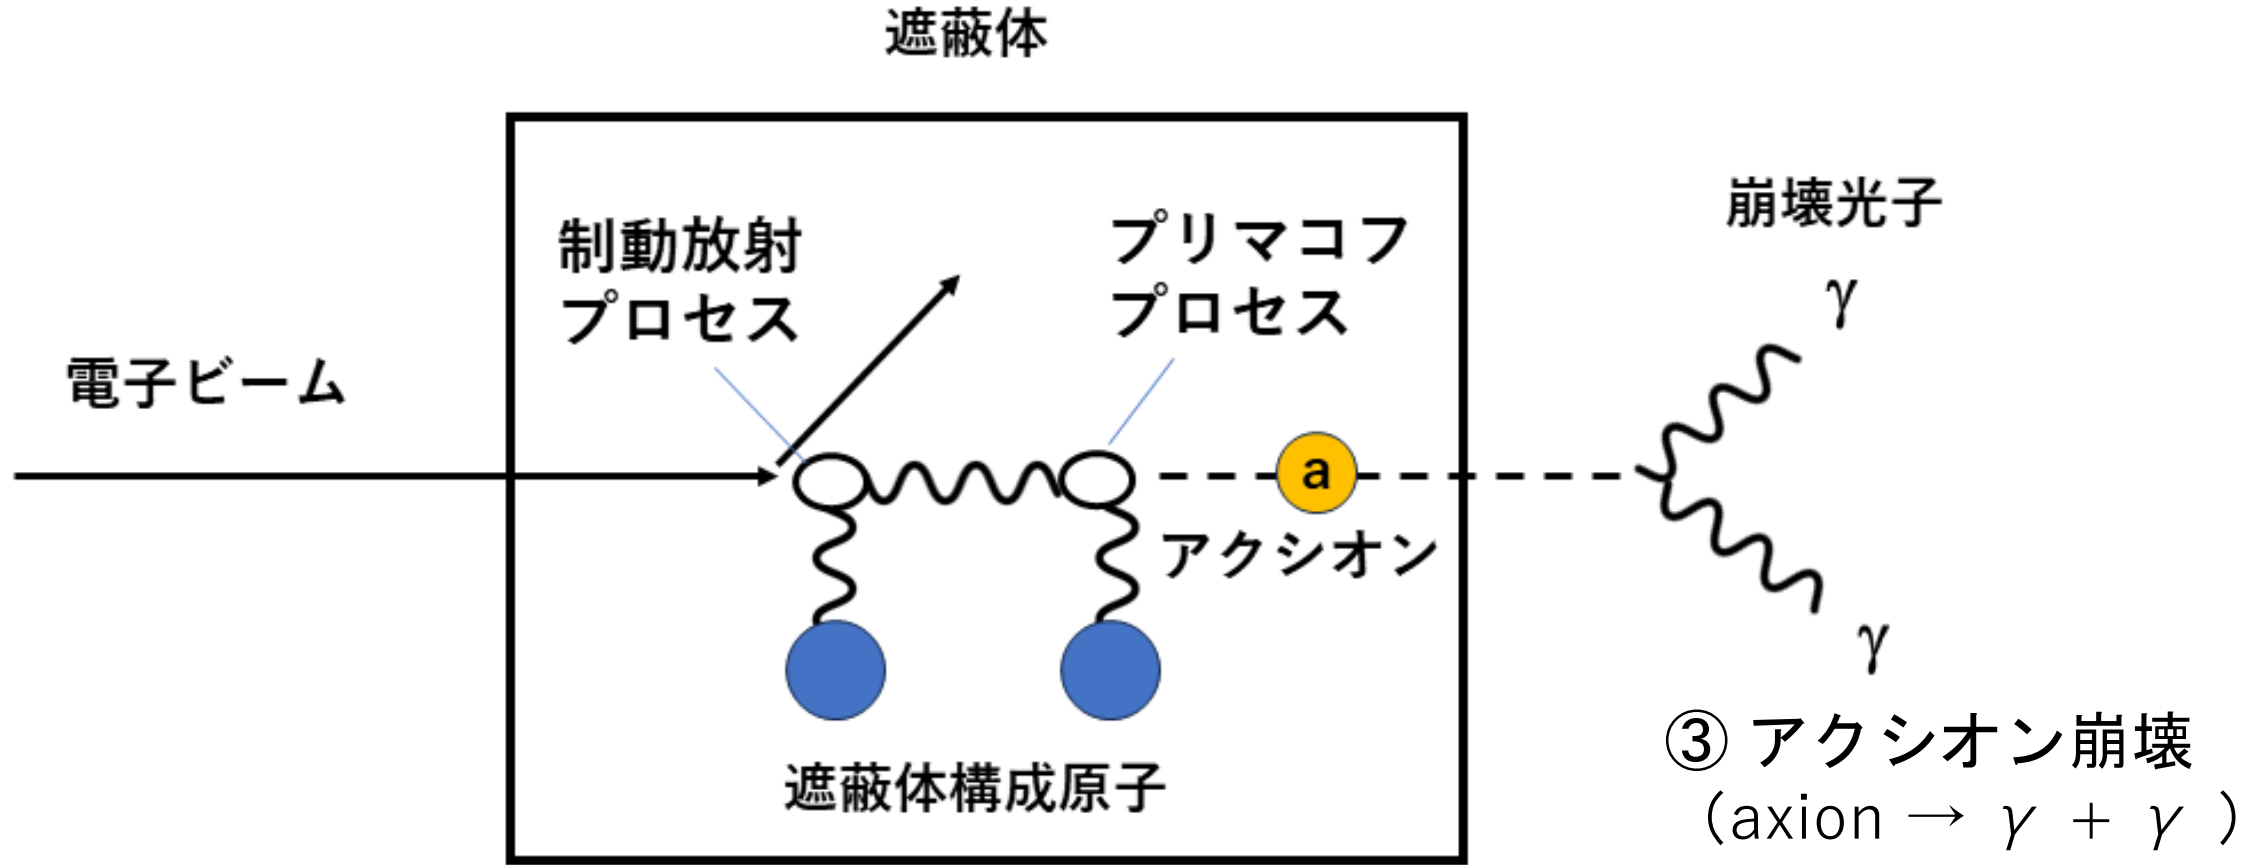 遮蔽体
制動放射
プロセス
プリマコフ
プロセス
崩壊光子
γ
電子ビーム
a
アクシオン
γ
遮蔽体構成原子
③ アクシオン崩壊
（axion → γ + γ ）